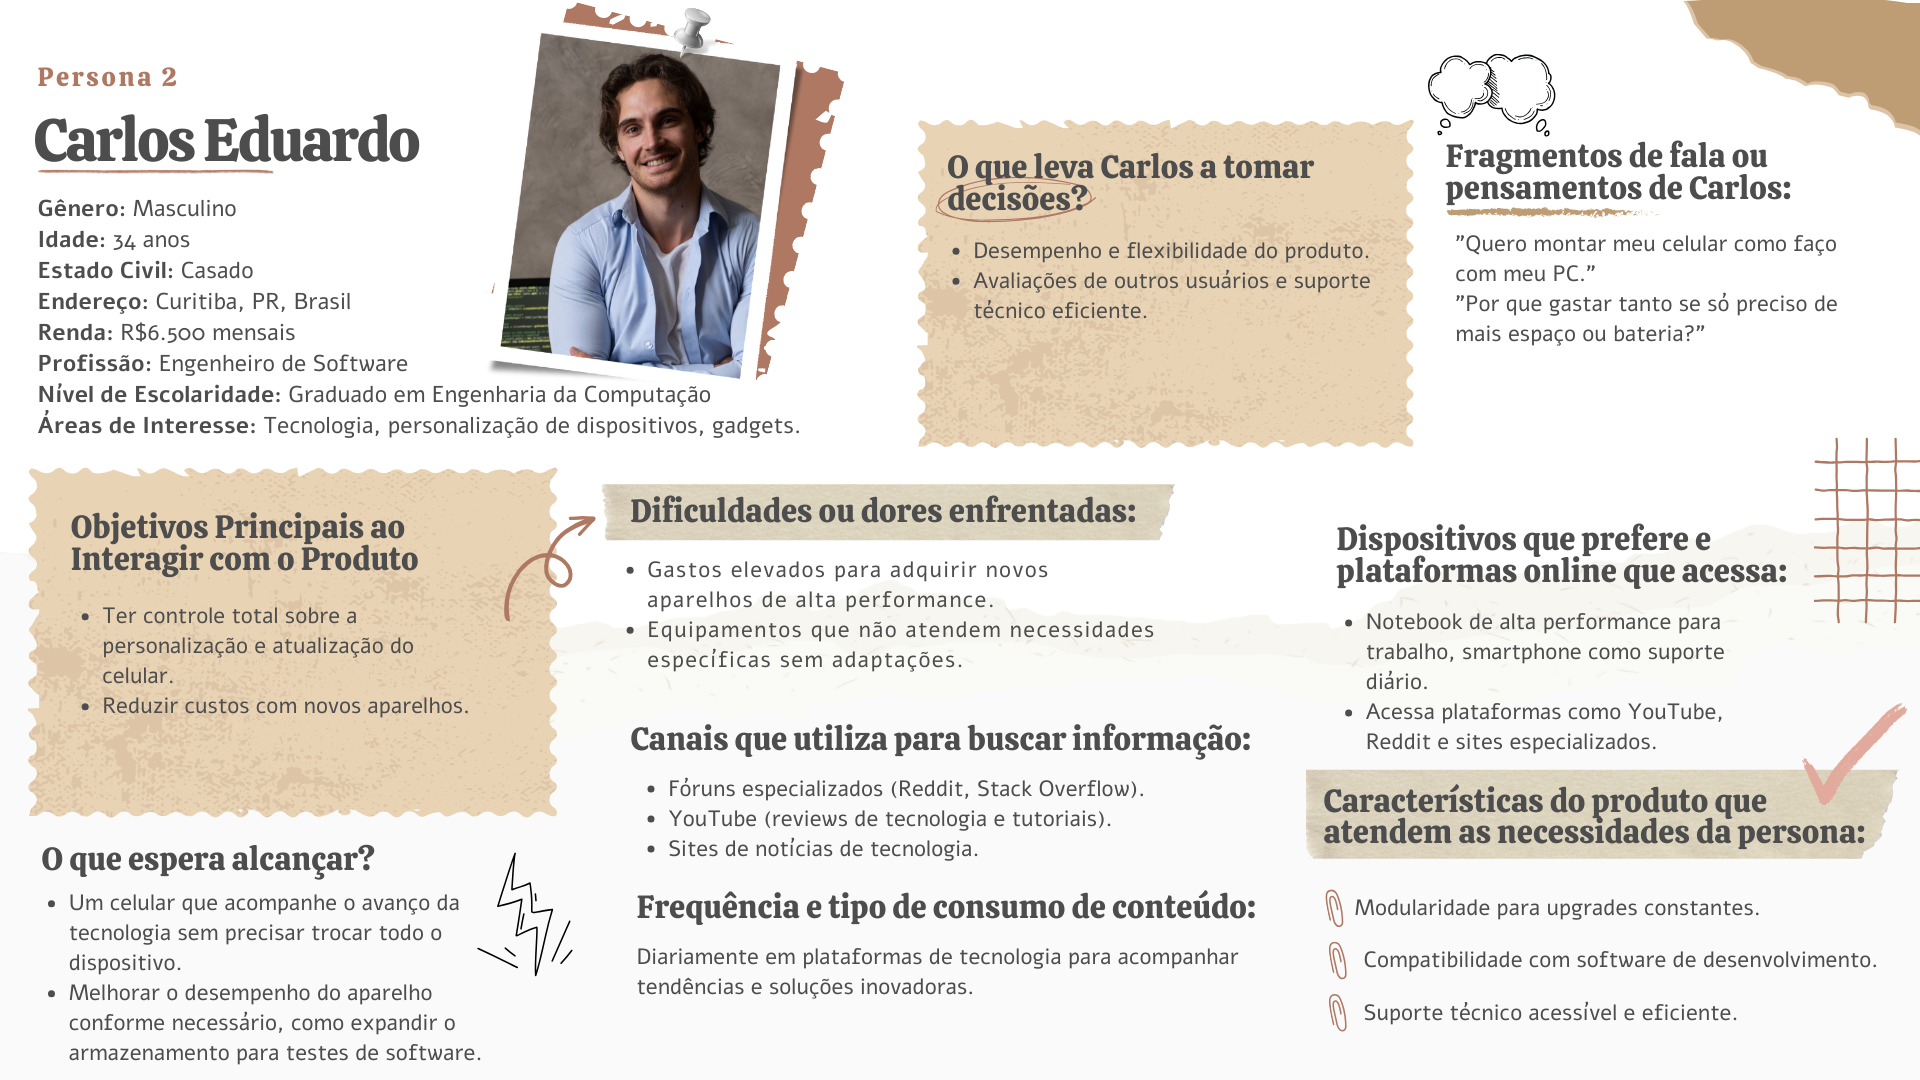 Persona 2
Carlos Eduardo
Gênero: Masculino
Idade: 34 anos
Estado Civil: Casado
Endereço: Curitiba, PR, Brasil
Renda: R$6.500 mensais
Profissão: Engenheiro de Software
Nível de Escolaridade: Graduado em Engenharia da Computação
Áreas de Interesse: Tecnologia, personalização de dispositivos, gadgets.
O que leva Carlos a tomar
decisões?
• Desempenho e flexibilidade do produto.
• Avaliações de outros usuários e suporte
técnico eficiente.
Fragmentos de fala ou
pensamentos de Carlos:
”Quero montar meu celular como faço
com meu PC.”
”Por que gastar tanto se só preciso de
mais espaço ou bateria?”
Objetivos Principais ao
Interagir com o Produto
• Ter controle total sobre a
personalização e atualização do
celular.
• Reduzir custos com novos aparelhos.
O que espera alcançar?
• Um celular que acompanhe o avanço da
tecnologia sem precisar trocar todo o
dispositivo.
• Melhorar o desempenho do aparelho
conforme necessário, como expandir o
armazenamento para testes de software.
Dificuldades ou dores enfrentadas:
• Gastos elevados para adquirir novos
aparelhos de alta performance.
• Equipamentos que não atendem necessidades
específicas sem adaptações.
Canais que utiliza para buscar informação:
• Fóruns especializados (Reddit, Stack Overflow).
• YouTube (reviews de tecnologia e tutoriais).
• Sites de notícias de tecnologia.
Frequência e tipo de consumo de conteúdo:
Diariamente em plataformas de tecnologia para acompanhar
tendências e soluções inovadoras.
Dispositivos que prefere e
plataformas online que acessa:
• Notebook de alta performance para
trabalho, smartphone como suporte
diário.
• Acessa plataformas como YouTube,
Reddit e sites especializados.
Características do produto que
atendem as necessidades da persona:
Modularidade para upgrades constantes.
Compatibilidade com software de desenvolvimento.
Suporte técnico acessível e eficiente.